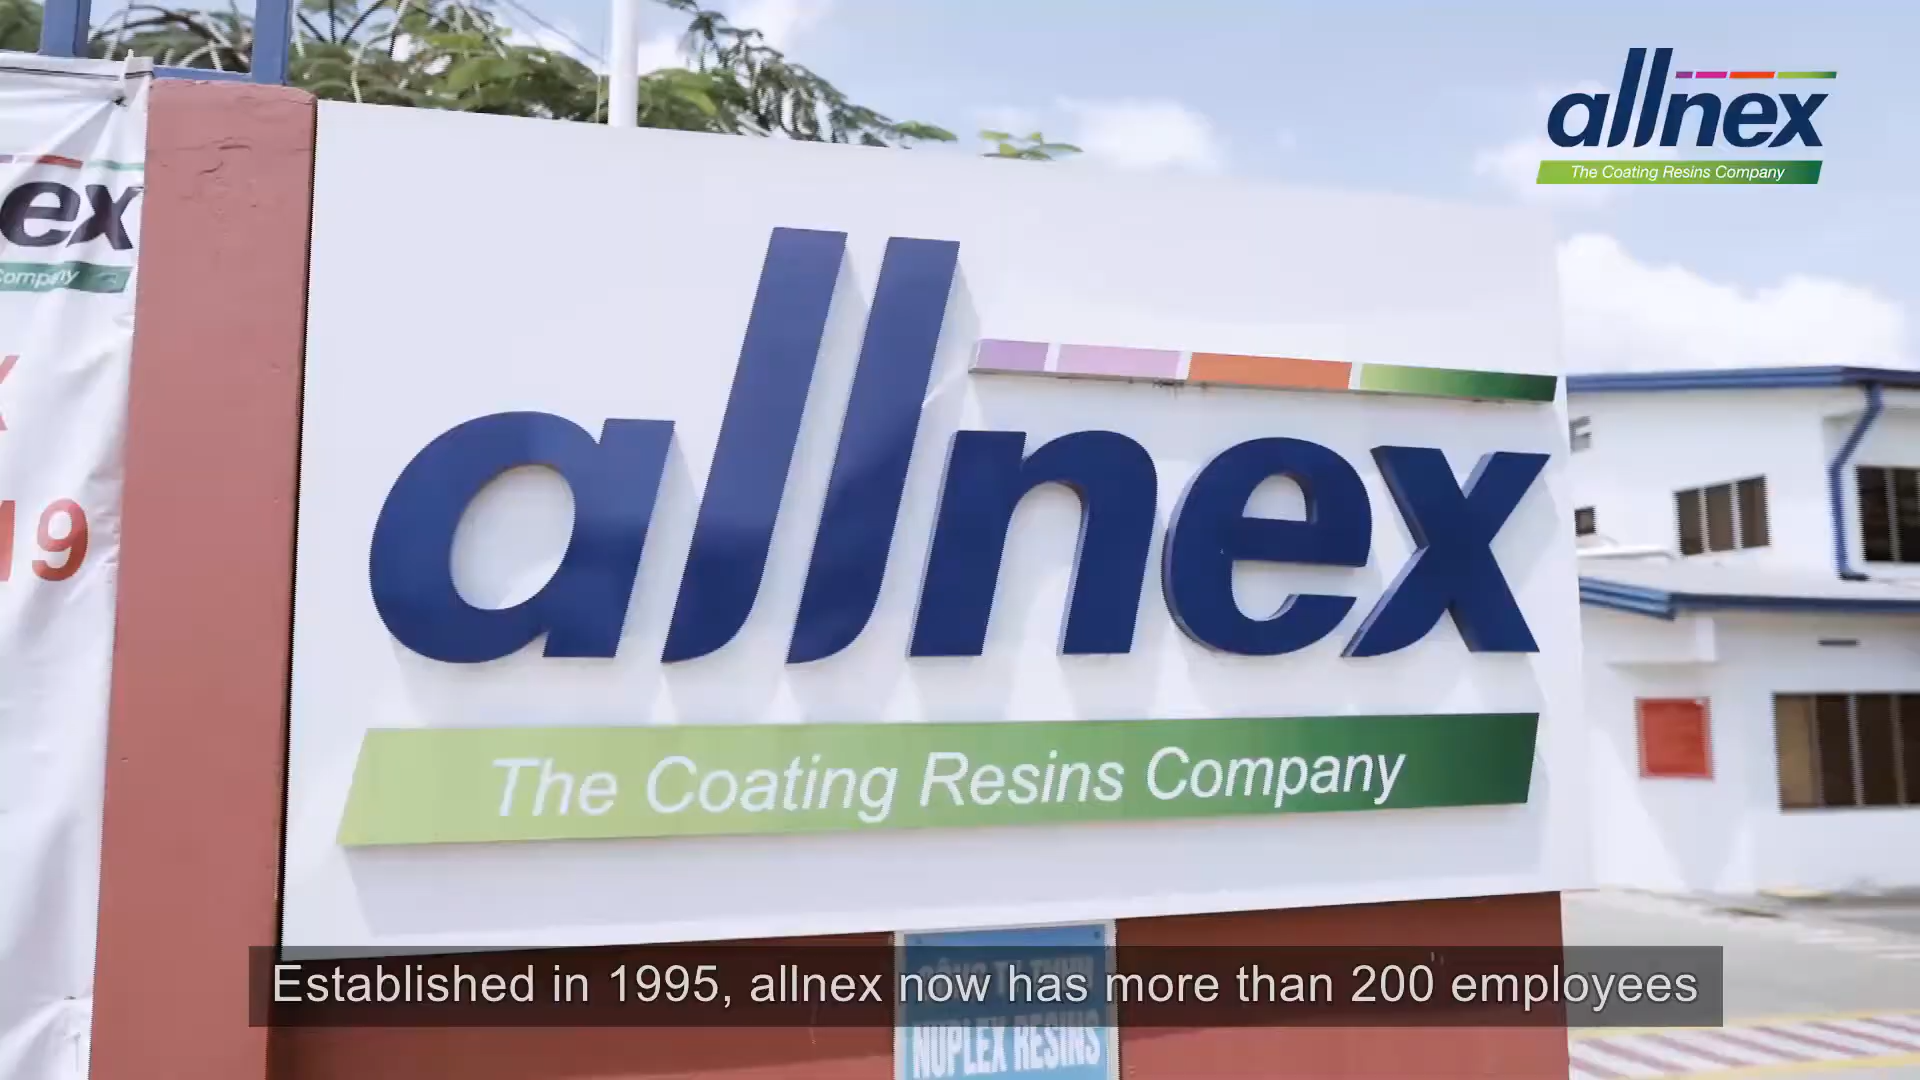 allnex
The Coating Resins Company
ex
Company
X
19
allnex
The Coating Resins Company
Established in 1995, allnex now has more than 200 employees
NUPLEX RESINS